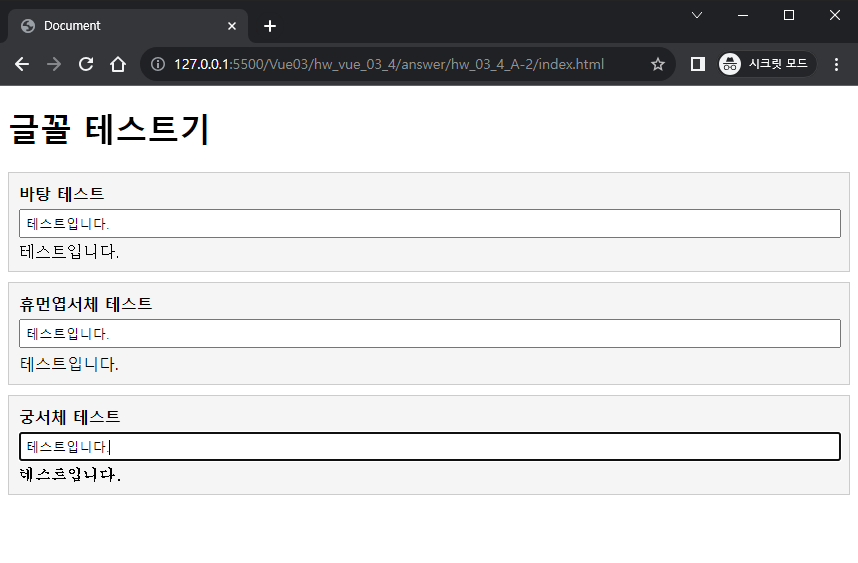 Document
127.0.0.1:5500/Vue03/hw_vue_03_4/answer/hw_03_4_A-2/index.html
시크릿 모드
글꼴 테스트기
바탕 테스트
테스트입니다.
테스트입니다.
휴먼엽서체 테스트
테스트입니다.
테스트입니다.
궁서체 테스트
테스트입니다.
테스트입니다.